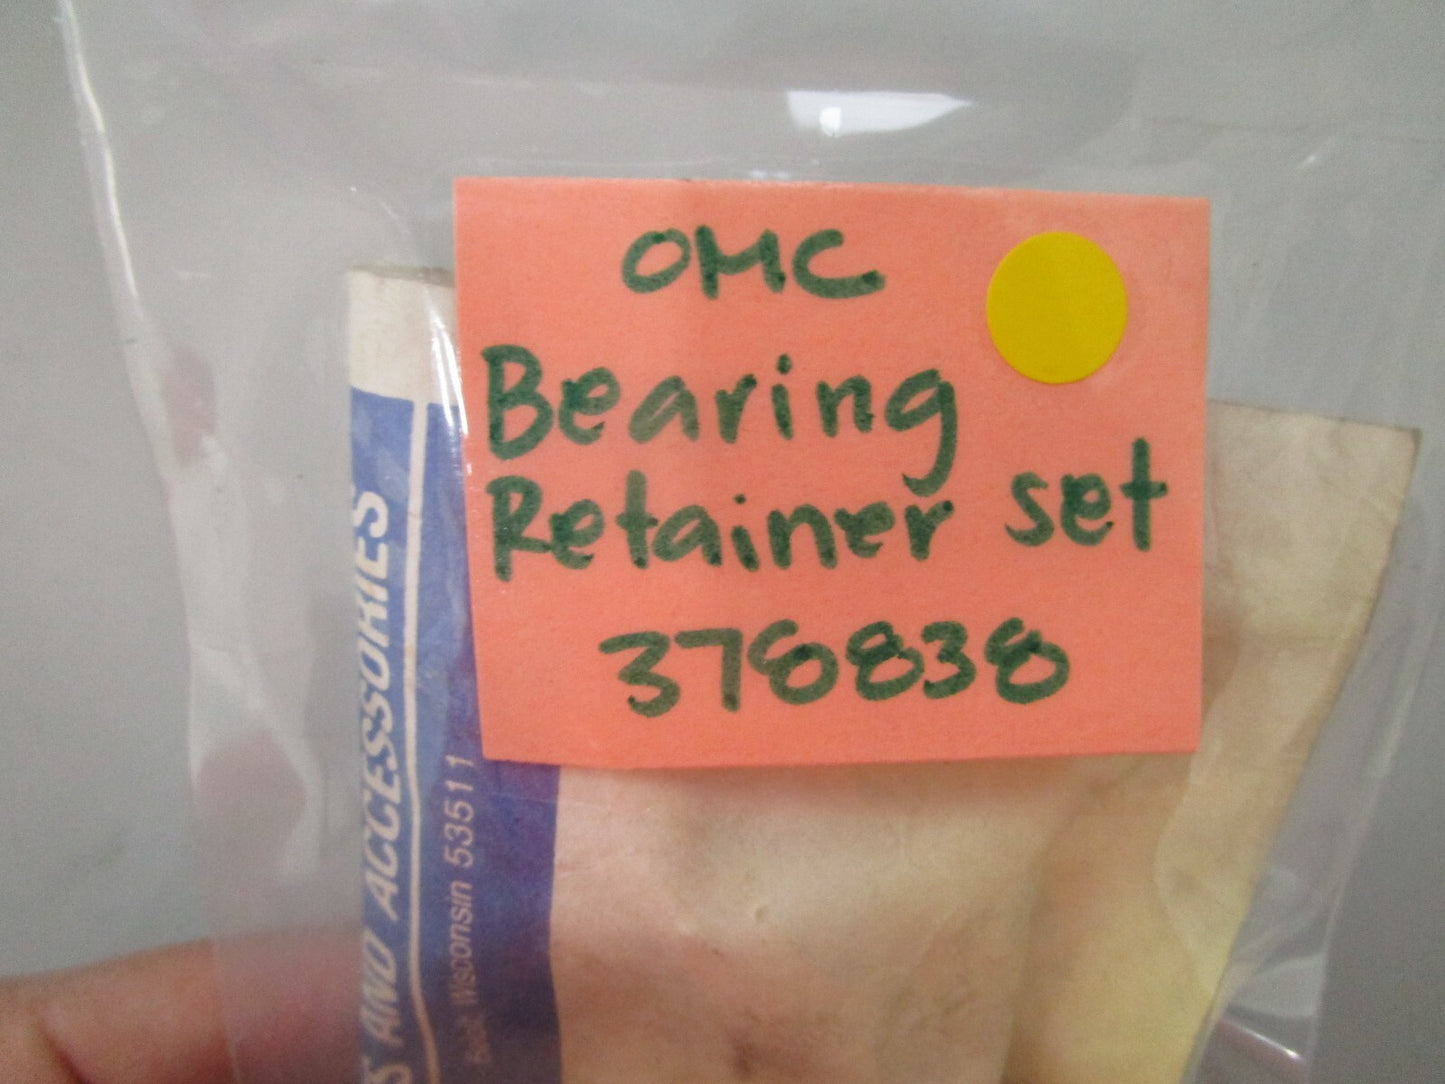 OMC
Bearing
Retainer set
378838
AND ACCESSORIES
Beloit, Wisconsin 53511